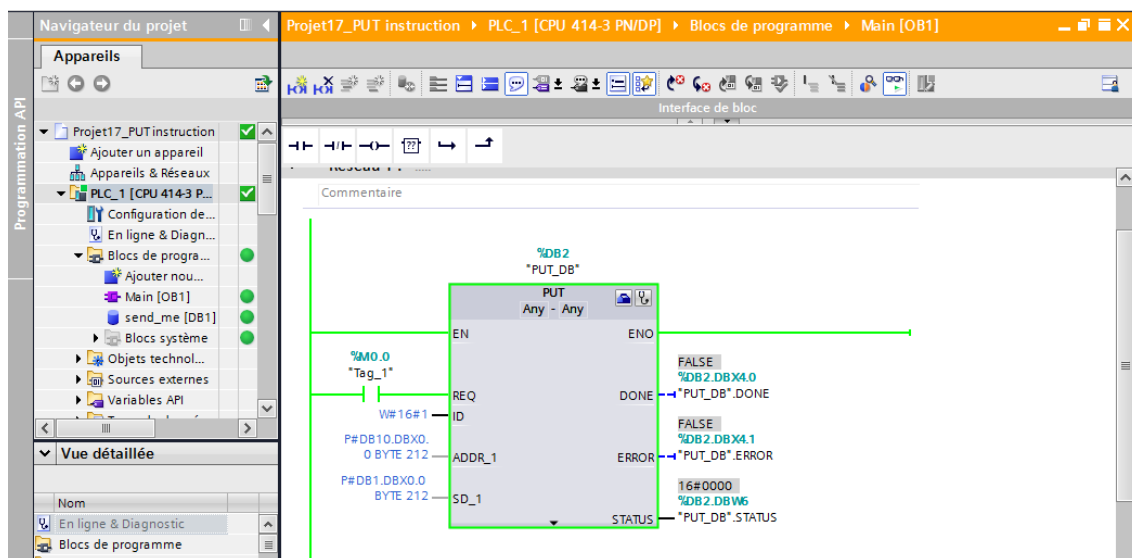 Navigateur du projet
Projet17_PUT instruction
PLC_1 [CPU 414-3 PN/DP]
Blocs de programme
Main [OB1]
Appareils
Programmation API
Interface de bloc
Projet17_PUT instruction
Ajouter un appareil
Appareils & Réseaux
PLC_1 [CPU 414-3 P...
Configuration de...
En ligne & Diagn...
Blocs de progra...
Ajouter nou...
Main [OB1]
send_me [DB1]
Blocs système
Objets technol...
Sources externes
Variables API
Vue détaillée
Nom
En ligne & Diagnostic
Blocs de programme
Commentaire
%DB2
"PUT_DB"
PUT
Any - Any
EN
ENO
%M0.0
"Tag_1"
REQ
W#16#1
ID
P#DB10.DBX0.
0 BYTE 212
ADDR_1
P#DB1.DBX0.0
BYTE 212
SD_1
FALSE
%DB2.DBX4.0
DONE
"PUT_DB".DONE
FALSE
%DB2.DBX4.1
ERROR
"PUT_DB".ERROR
16#0000
%DB2.DBW6
STATUS
"PUT_DB".STATUS